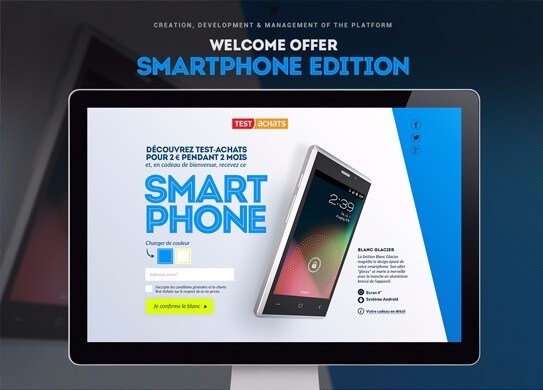 CREATION, DEVELOPMENT & MANAGEMENT OF THE PLATFORM
WELCOME OFFER
SMARTPHONE EDITION
TEST ACHATS
DÉCOUVREZ TEST-ACHATS
POUR 2 € PENDANT 2 MOIS
et, en cadeau de bienvenue, recevez ce
SMART
PHONE
Changer de couleur
Adresse email*
J'accepte les conditions générales et la charte
Test-Achats sur le respect de la vie privée.
Je confirme le blanc
2:39
BLANC GLACIER
La finition Blanc Glacier
magnifie le design épuré de
votre smartphone. Son effet
"glossy" se marie à merveille
avec la tranche en aluminium
brossé de l'appareil.
Ecran 4"
Système Android
Votre cadeau en détail